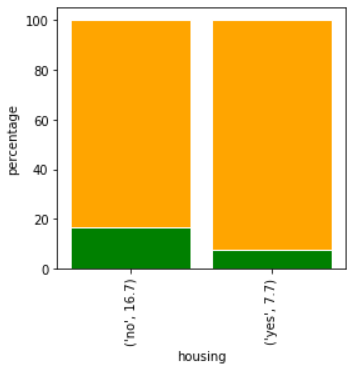 percentage
100
80
60
40
20
0
('no', 16.7)
('yes', 7.7)
housing